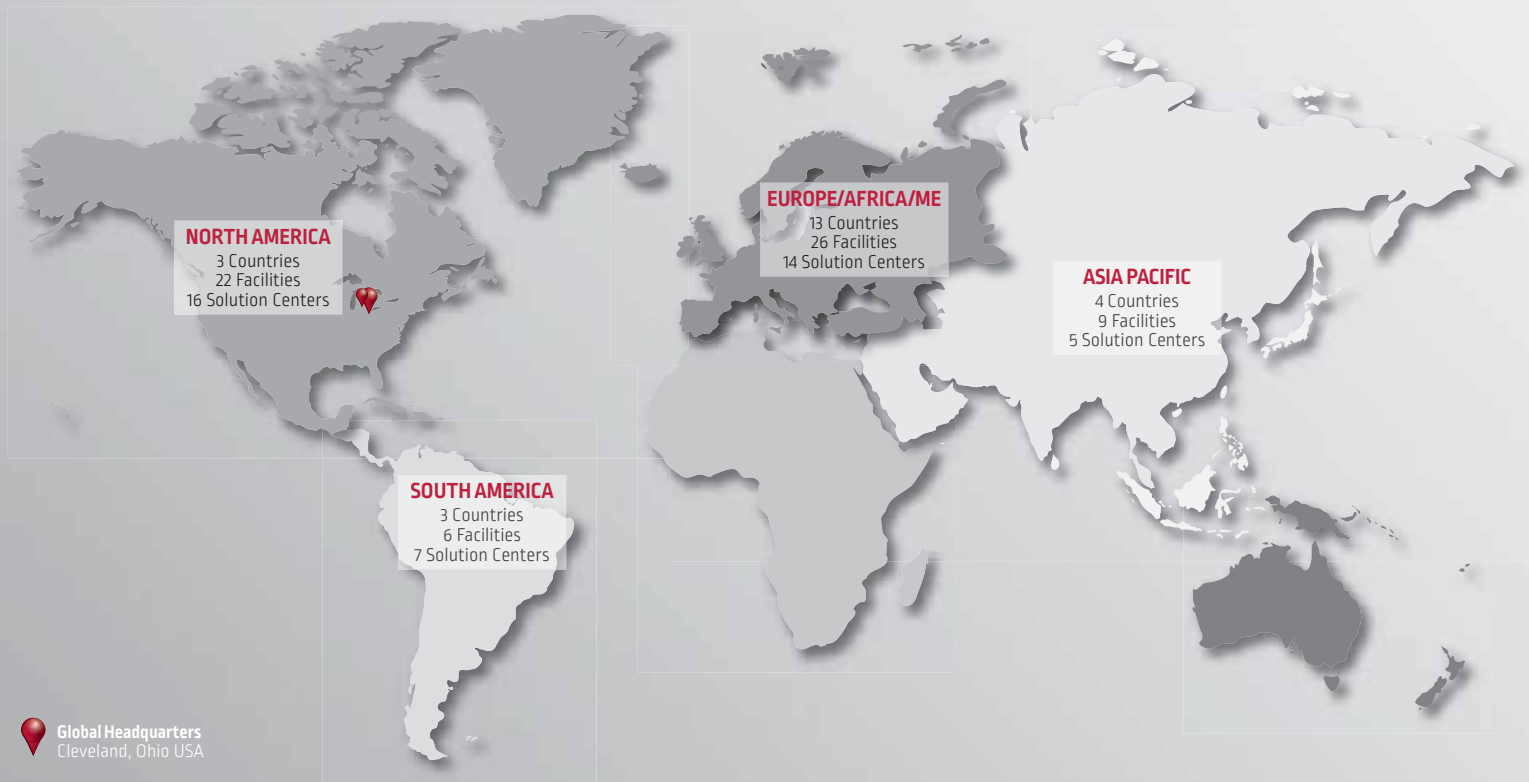 NORTH AMERICA
3 Countries
22 Facilities
16 Solution Centers
EUROPE/AFRICA/ME
13 Countries
26 Facilities
14 Solution Centers
ASIA PACIFIC
4 Countries
9 Facilities
5 Solution Centers
SOUTH AMERICA
3 Countries
6 Facilities
7 Solution Centers
Global Headquarters
Cleveland, Ohio USA